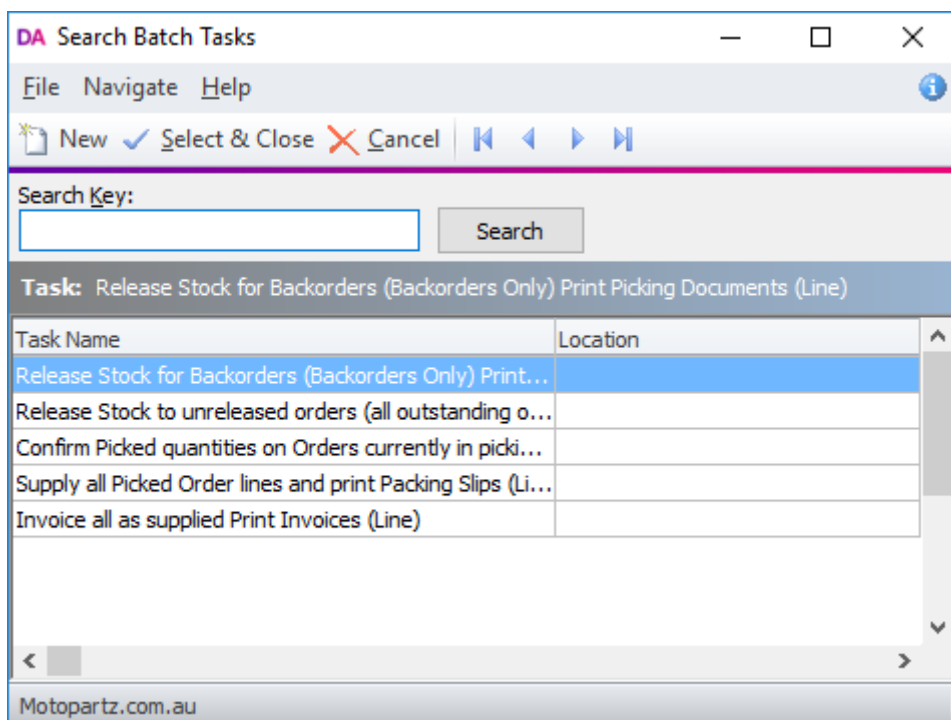 DA Search Batch Tasks
File Navigate Help
New Select & Close Cancel
Search Key:
Search
Task: Release Stock for Backorders (Backorders Only) Print Picking Documents (Line)
Task Name Location
Release Stock for Backorders (Backorders Only) Print...
Release Stock to unreleased orders (all outstanding o...
Confirm Picked quantities on Orders currently in picki...
Supply all Picked Order lines and print Packing Slips (Li...
Invoice all as supplied Print Invoices (Line)
Motopartz.com.au